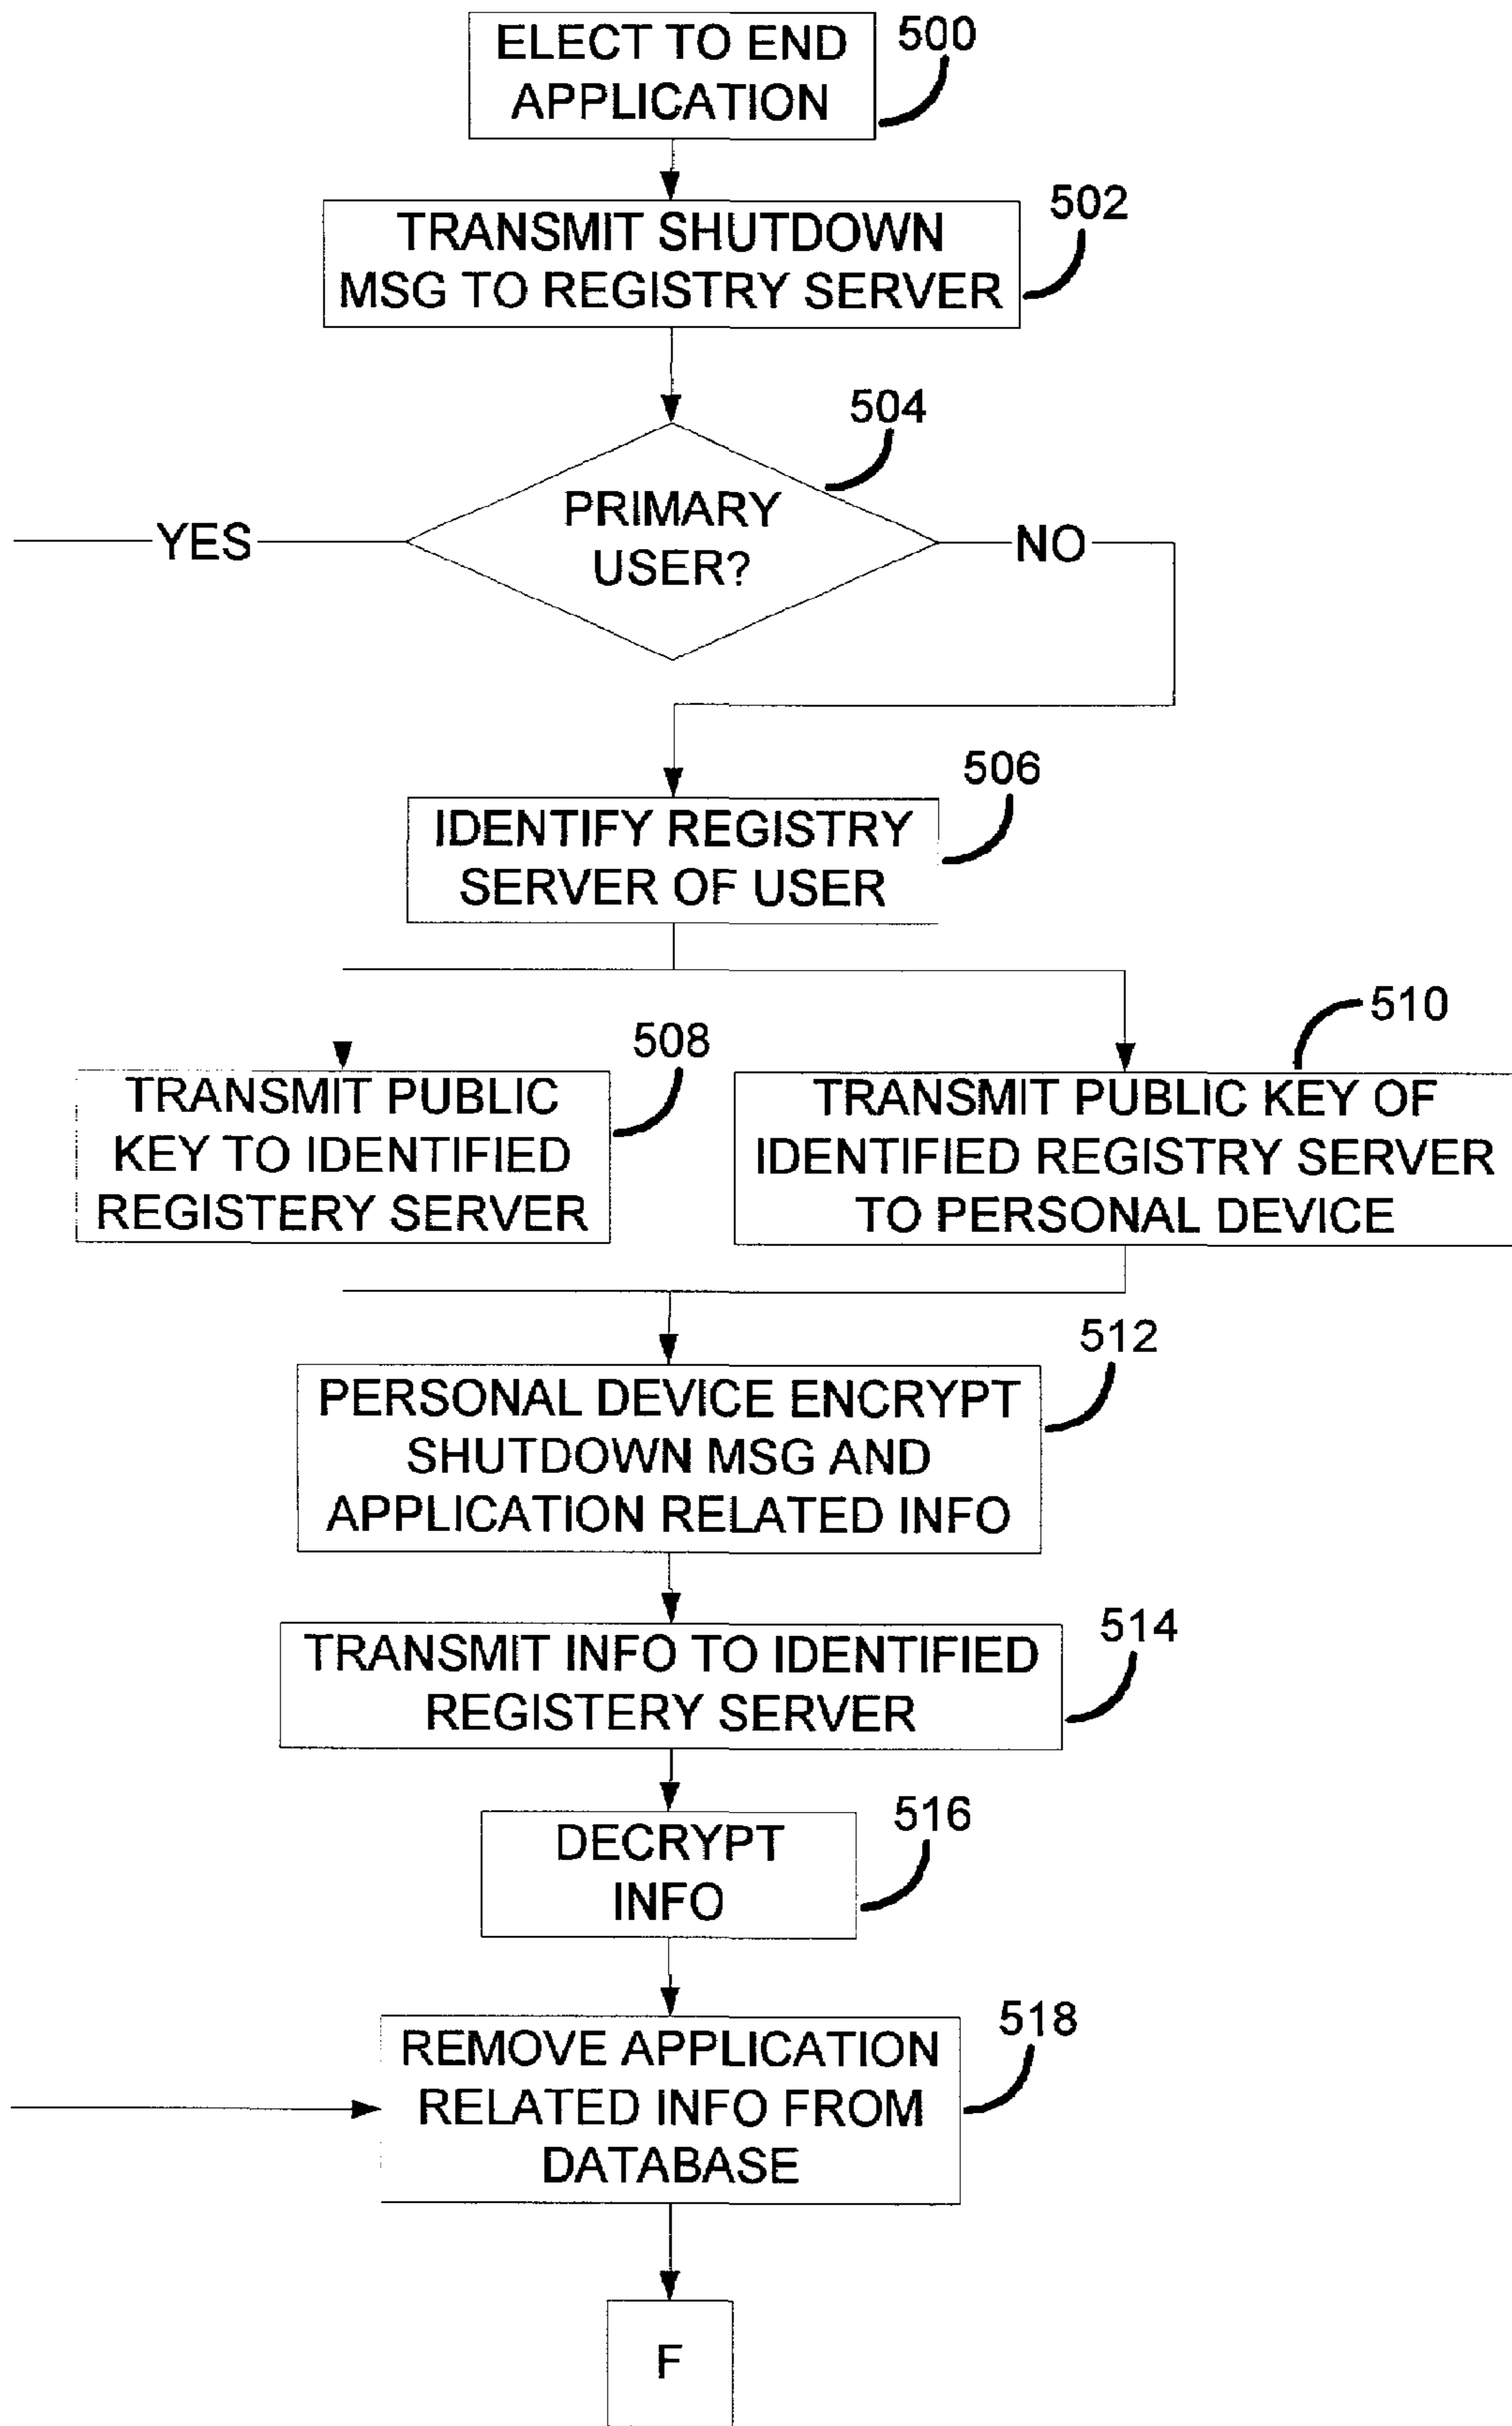 ELECT TO END
APPLICATION
500
TRANSMIT SHUTDOWN
MSG TO REGISTRY SERVER
502
504
PRIMARY
USER?
YES
NO
506
IDENTIFY REGISTRY
SERVER OF USER
508
TRANSMIT PUBLIC
KEY TO IDENTIFIED
REGISTERY SERVER
510
TRANSMIT PUBLIC KEY OF
IDENTIFIED REGISTRY SERVER
TO PERSONAL DEVICE
512
PERSONAL DEVICE ENCRYPT
SHUTDOWN MSG AND
APPLICATION RELATED INFO
514
TRANSMIT INFO TO IDENTIFIED
REGISTERY SERVER
516
DECRYPT
INFO
518
REMOVE APPLICATION
RELATED INFO FROM
DATABASE
F